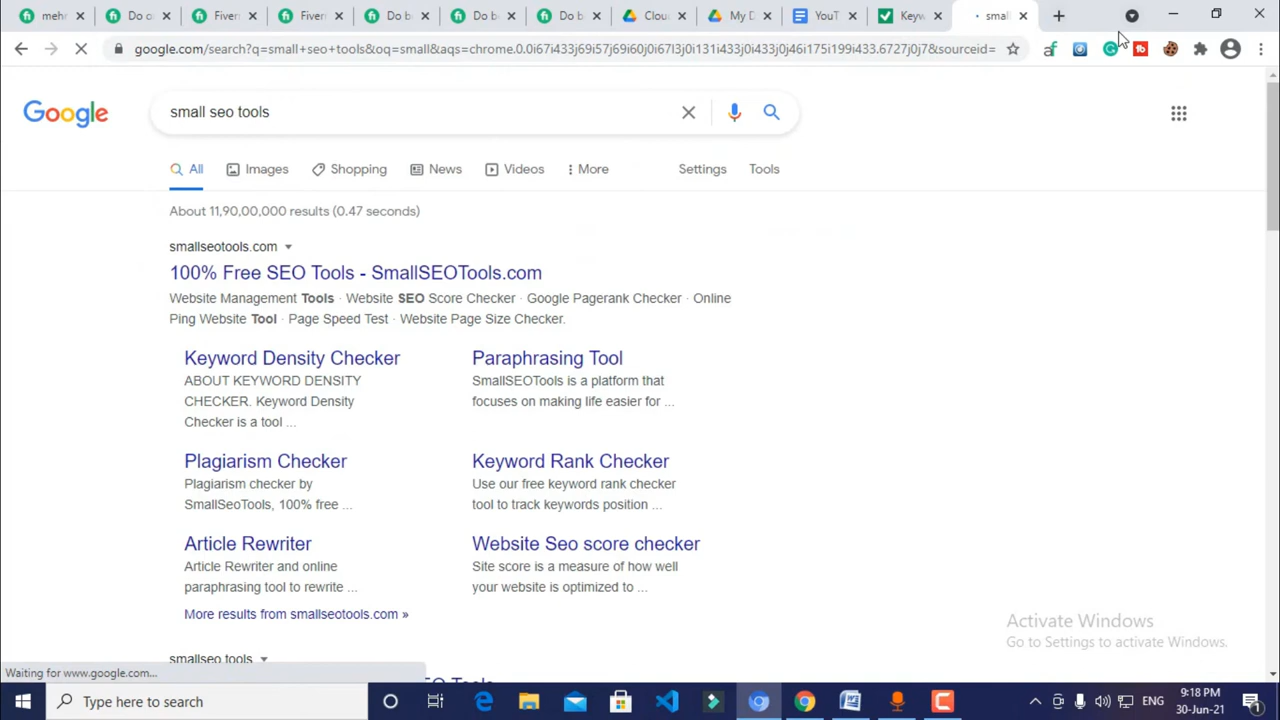 mehr
Do o
Fiverr
Fiverr
Do be
Do be
Do ba
Clou
My D
YouT
Keyw
smal
google.com/search?q=small+seo+tools&oq=small&aqs=chrome.0.0i67i433j69i57j69i60j0i67l3j0i131i433j0i433j0j46i175i199i433.6727j0j7&sourceid=
Google
small seo tools
All
Images
Shopping
News
Videos
More
Settings
Tools
About 11,90,00,000 results (0.47 seconds)
smallseotools.com
100% Free SEO Tools - SmallSEOTools.com
Website Management Tools · Website SEO Score Checker · Google Pagerank Checker · Online
Ping Website Tool · Page Speed Test · Website Page Size Checker.
Keyword Density Checker
ABOUT KEYWORD DENSITY
CHECKER. Keyword Density
Checker is a tool ...
Paraphrasing Tool
SmallSEOTools is a platform that
focuses on making life easier for ...
Plagiarism Checker
Plagiarism checker by
SmallSeoTools, 100% free ...
Keyword Rank Checker
Use our free keyword rank checker
tool to track keywords position ...
Article Rewriter
Article Rewriter and online
paraphrasing tool to rewrite ...
Website Seo score checker
Site score is a measure of how well
your website is optimized to ...
More results from smallseotools.com »
smallseo.tools
Activate Windows
Go to Settings to activate Windows.
Waiting for www.google.com...
Type here to search
ENG
9:18 PM
30-Jun-21